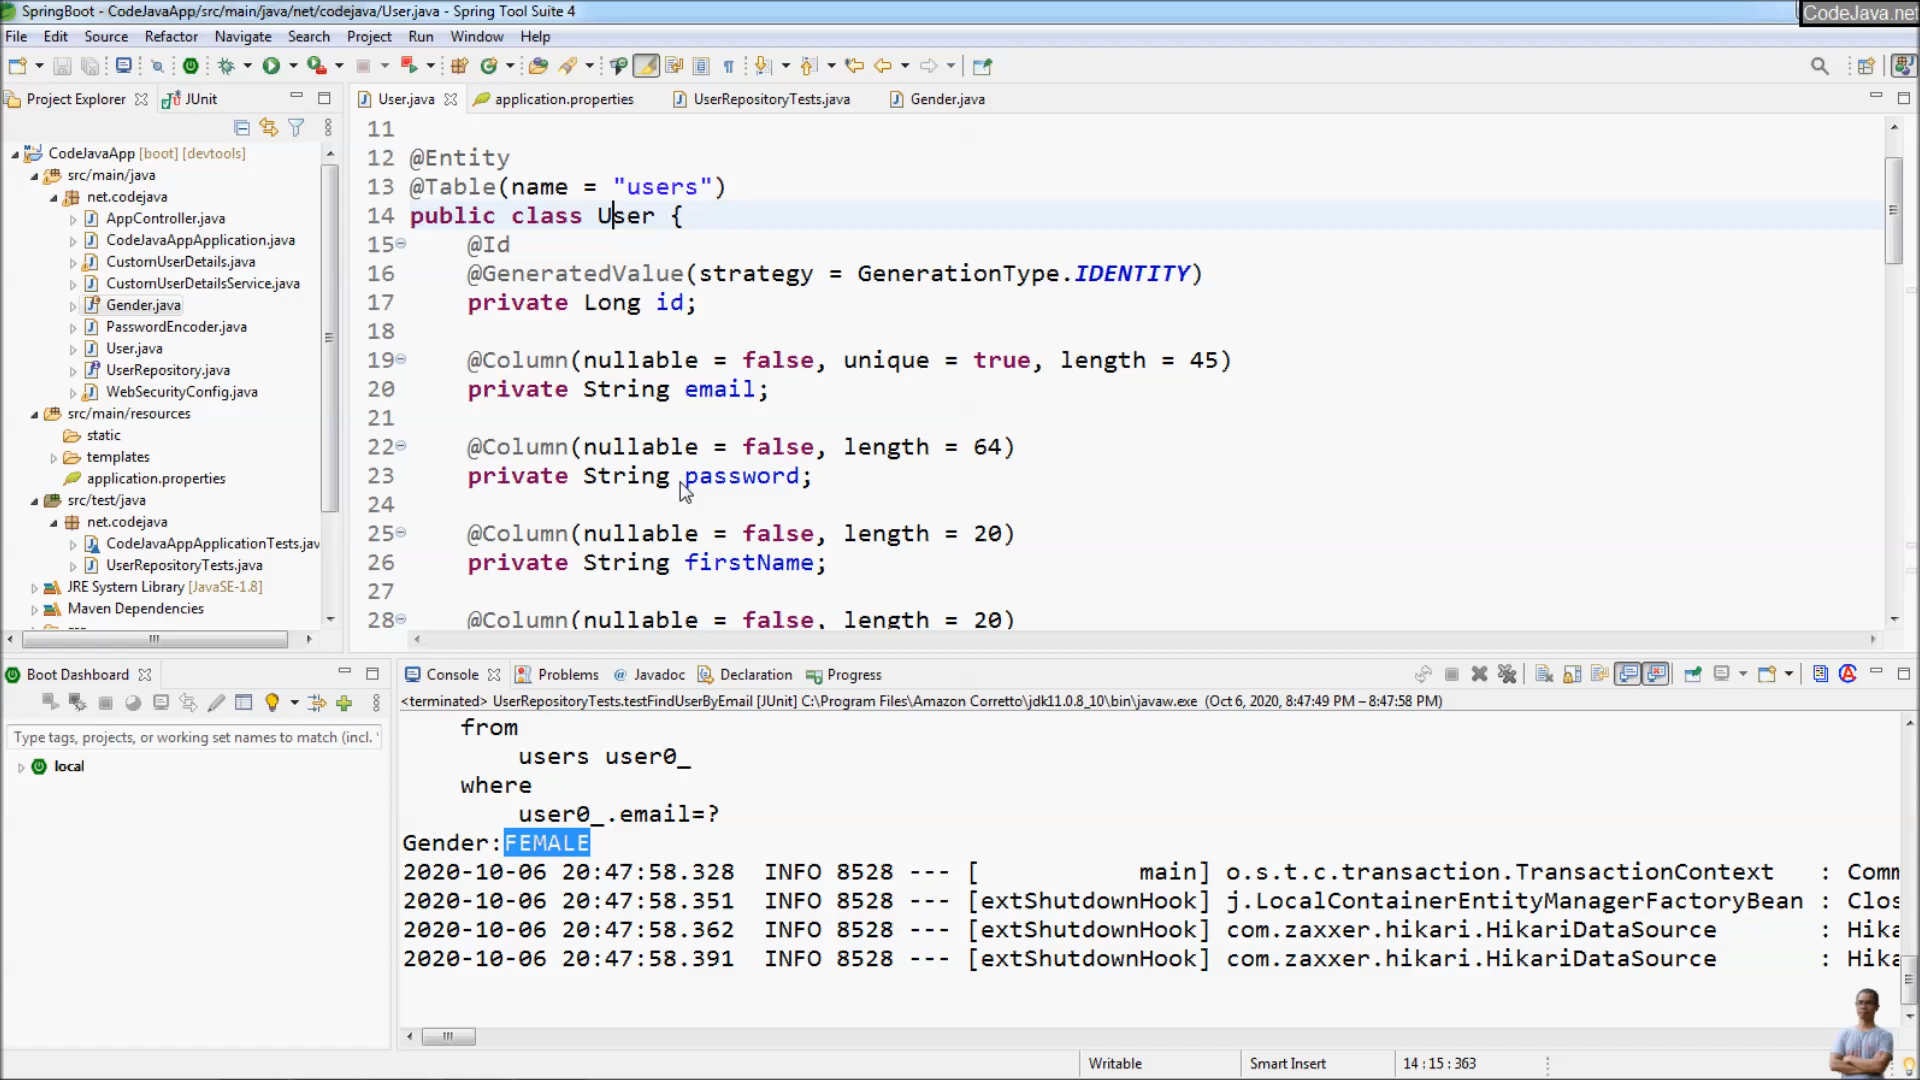 SpringBoot - CodeJavaApp/src/main/java/net/codejava/User.java - Spring Tool Suite 4
CodeJava.net
File Edit Source Refactor Navigate Search Project Run Window Help
Project Explorer JUnit
User.java application.properties UserRepositoryTests.java Gender.java
CodeJavaApp [boot] [devtools]
src/main/java
net.codejava
AppController.java
CodeJavaAppApplication.java
CustomUserDetails.java
CustomUserDetailsService.java
Gender.java
PasswordEncoder.java
User.java
UserRepository.java
WebSecurityConfig.java
src/main/resources
static
templates
application.properties
src/test/java
net.codejava
CodeJavaAppApplicationTests.jav
UserRepositoryTests.java
JRE System Library [JavaSE-1.8]
Maven Dependencies
11
12 @Entity
13 @Table(name = "users")
14 public class User {
15 @Id
16 @GeneratedValue(strategy = GenerationType.IDENTITY)
17 private Long id;
18
19 @Column(nullable = false, unique = true, length = 45)
20 private String email;
21
22 @Column(nullable = false, length = 64)
23 private String password;
24
25 @Column(nullable = false, length = 20)
26 private String firstName;
27
28 @Column(nullable = false, length = 20)
Boot Dashboard
Type tags, projects, or working set names to match (incl. '
local
Console Problems Javadoc Declaration Progress
<terminated> UserRepositoryTests.testFindUserByEmail [JUnit] C:\Program Files\Amazon Corretto\jdk11.0.8_10\bin\javaw.exe (Oct 6, 2020, 8:47:49 PM – 8:47:58 PM)
from
users user0_
where
user0_.email=?
Gender:FEMALE
2020-10-06 20:47:58.328 INFO 8528 --- [ main] o.s.t.c.transaction.TransactionContext : Comm
2020-10-06 20:47:58.351 INFO 8528 --- [extShutdownHook] j.LocalContainerEntityManagerFactoryBean : Clos
2020-10-06 20:47:58.362 INFO 8528 --- [extShutdownHook] com.zaxxer.hikari.HikariDataSource : Hika
2020-10-06 20:47:58.391 INFO 8528 --- [extShutdownHook] com.zaxxer.hikari.HikariDataSource : Hika
Writable Smart Insert 14 : 15 : 363